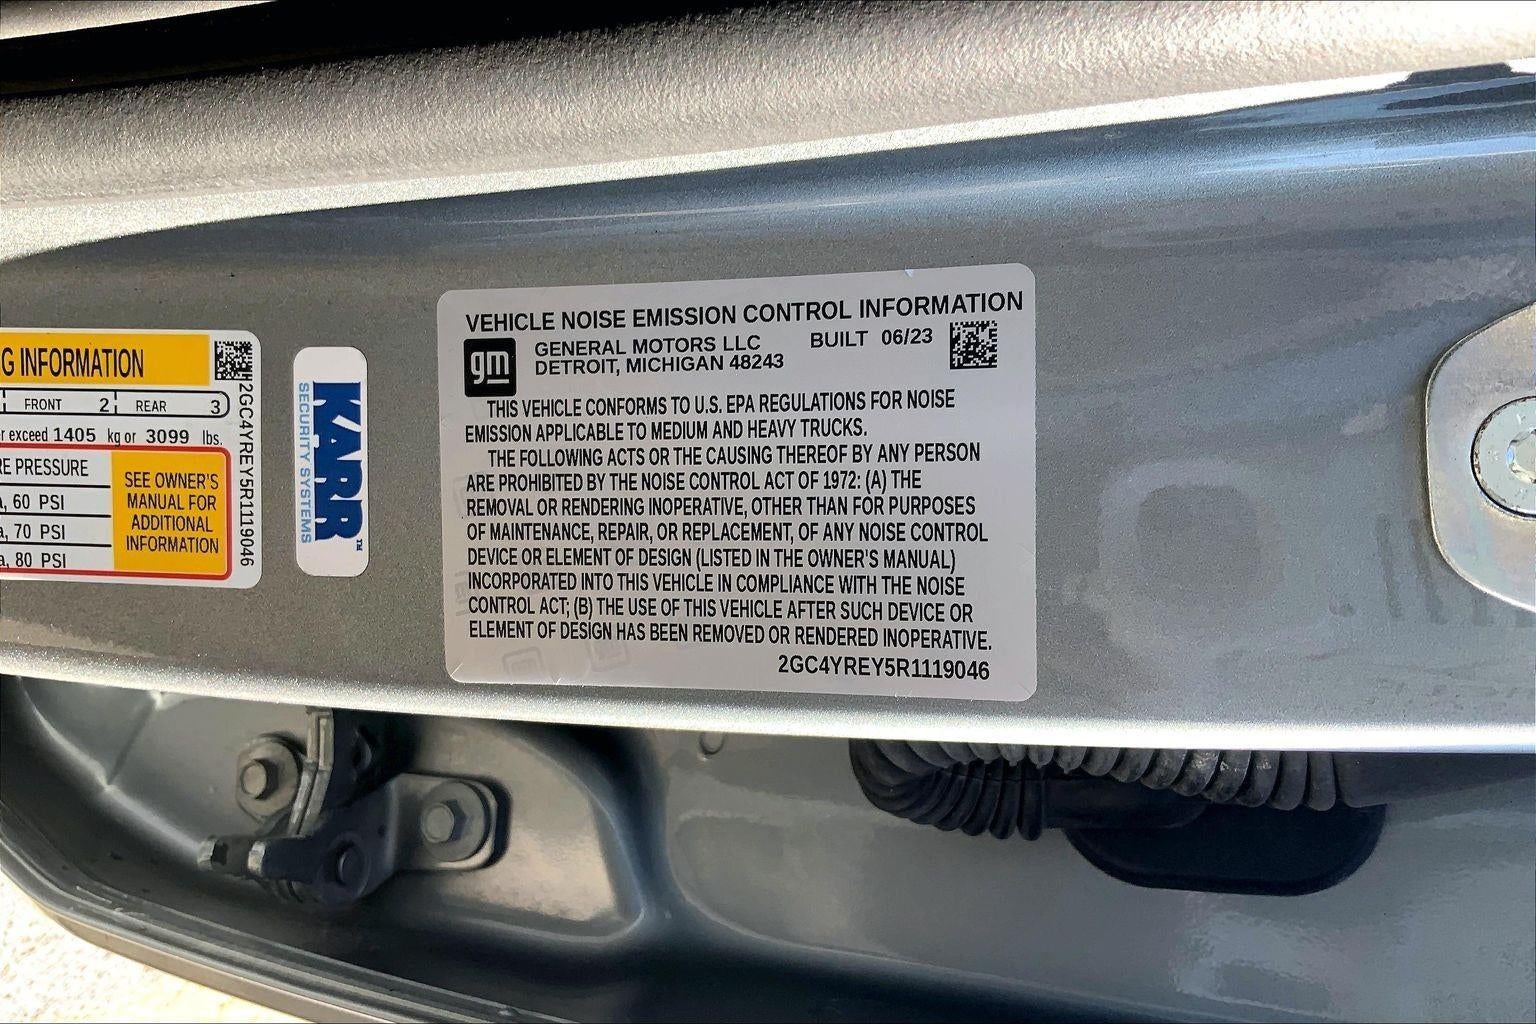 G INFORMATION
FRONT 2 REAR 3
exceed 1405 kg or 3099 lbs.
PRESSURE
60 PSI
70 PSI
80 PSI
SEE OWNER'S
MANUAL FOR
ADDITIONAL
INFORMATION
2GC4YREY5R1119046
KARR™
SECURITY SYSTEMS
VEHICLE NOISE EMISSION CONTROL INFORMATION
gm
GENERAL MOTORS LLC BUILT 06/23
DETROIT, MICHIGAN 48243
THIS VEHICLE CONFORMS TO U.S. EPA REGULATIONS FOR NOISE
EMISSION APPLICABLE TO MEDIUM AND HEAVY TRUCKS.
THE FOLLOWING ACTS OR THE CAUSING THEREOF BY ANY PERSON
ARE PROHIBITED BY THE NOISE CONTROL ACT OF 1972: (A) THE
REMOVAL OR RENDERING INOPERATIVE, OTHER THAN FOR PURPOSES
OF MAINTENANCE, REPAIR, OR REPLACEMENT, OF ANY NOISE CONTROL
DEVICE OR ELEMENT OF DESIGN (LISTED IN THE OWNER'S MANUAL)
INCORPORATED INTO THIS VEHICLE IN COMPLIANCE WITH THE NOISE
CONTROL ACT; (B) THE USE OF THIS VEHICLE AFTER SUCH DEVICE OR
ELEMENT OF DESIGN HAS BEEN REMOVED OR RENDERED INOPERATIVE.
2GC4YREY5R1119046